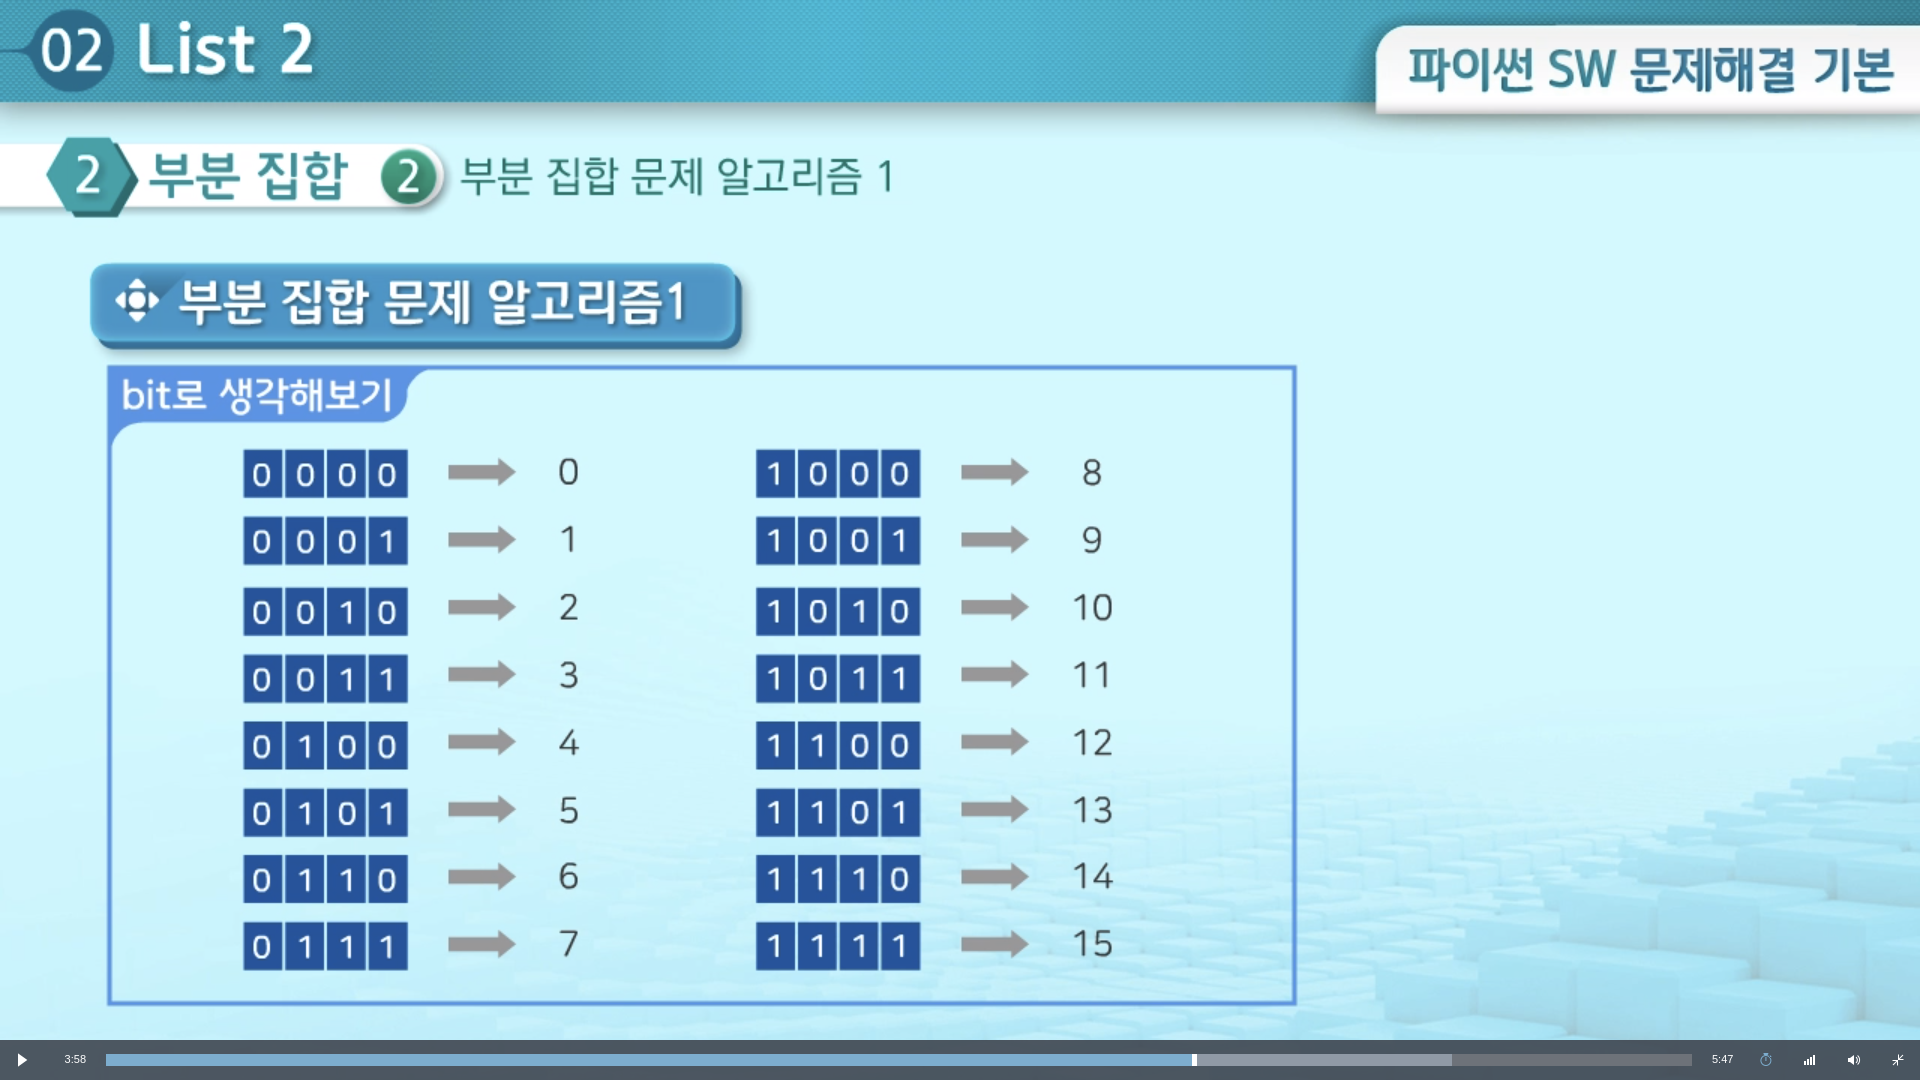 02 List 2
파이썬 SW 문제해결 기본
2 부분 집합 2 부분 집합 문제 알고리즘 1
부분 집합 문제 알고리즘1
bit로 생각해보기
0 0 0 0 0 1 0 0 0 8
0 0 0 1 1 1 0 0 1 9
0 0 1 0 2 1 0 1 0 10
0 0 1 1 3 1 0 1 1 11
0 1 0 0 4 1 1 0 0 12
0 1 0 1 5 1 1 0 1 13
0 1 1 0 6 1 1 1 0 14
0 1 1 1 7 1 1 1 1 15
3:58 5:47